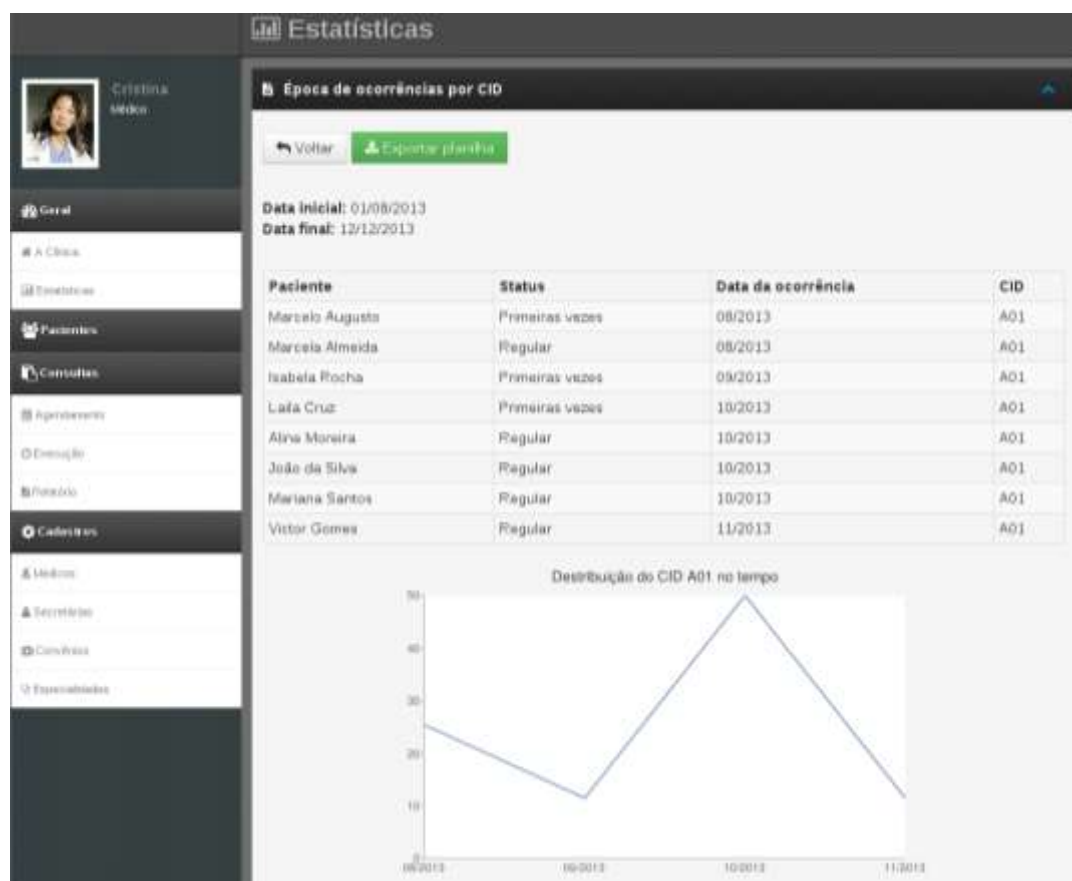 Estatísticas
Cristina
Médico
Época de ocorrências por CID
Voltar
Exportar planilha
Data inicial: 01/08/2013
Data final: 12/12/2013
Geral
A Clínica
Estatísticas
Pacientes
Consultas
Agendamento
Execução
Relatório
Cadastros
Médicos
Secretárias
Convênios
Especialidades
Paciente Status Data da ocorrência CID
Marcelo Augusto Primeiras vezes 08/2013 A01
Marcela Almeida Regular 08/2013 A01
Isabela Rocha Primeiras vezes 09/2013 A01
Laila Cruz Primeiras vezes 10/2013 A01
Aline Moreira Regular 10/2013 A01
João da Silva Regular 10/2013 A01
Mariana Santos Regular 10/2013 A01
Victor Gomes Regular 11/2013 A01
Destribuição do CID A01 no tempo
50
40
30
20
10
0
08/2013 09/2013 10/2013 11/2013